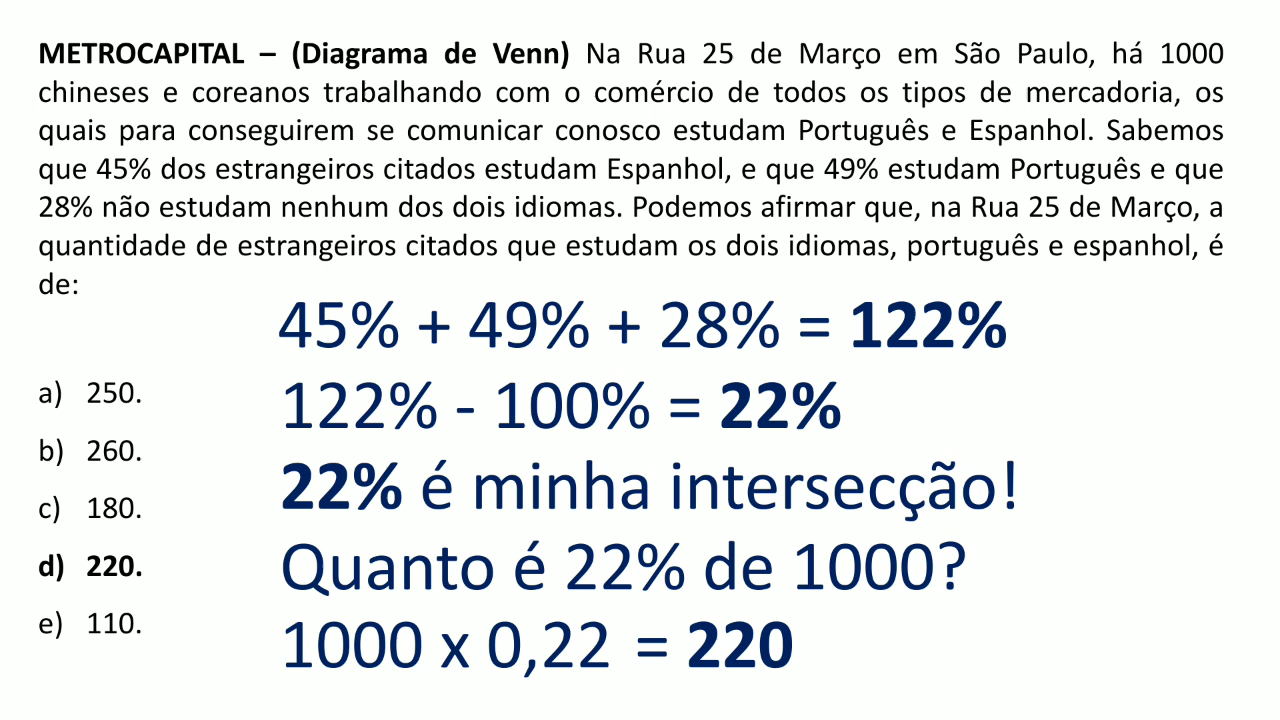 METROCAPITAL – (Diagrama de Venn) Na Rua 25 de Março em São Paulo, há 1000
chineses e coreanos trabalhando com o comércio de todos os tipos de mercadoria, os
quais para conseguirem se comunicar conosco estudam Português e Espanhol. Sabemos
que 45% dos estrangeiros citados estudam Espanhol, e que 49% estudam Português e que
28% não estudam nenhum dos dois idiomas. Podemos afirmar que, na Rua 25 de Março, a
quantidade de estrangeiros citados que estudam os dois idiomas, português e espanhol, é
de:
45% + 49% + 28% = 122%
a) 250.
122% - 100% = 22%
b) 260.
22% é minha intersecção!
c) 180.
d) 220.
Quanto é 22% de 1000?
e) 110.
1000 x 0,22 = 220